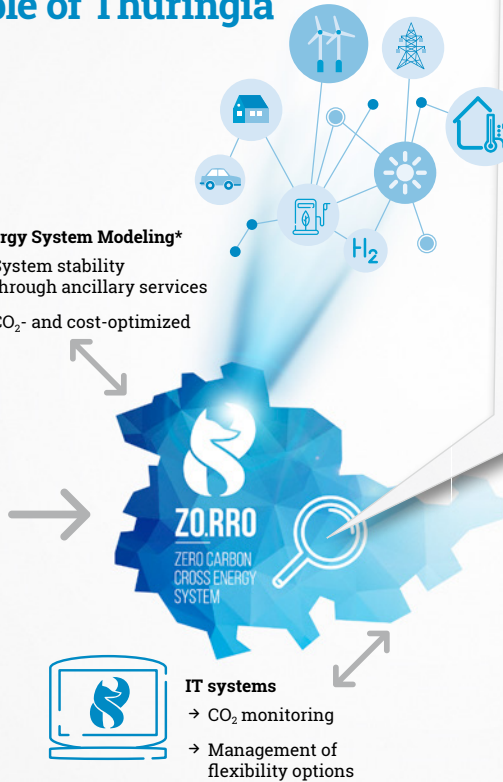 ple of Thuringia
H₂
rgy System Modeling*
System stability
through ancillary services
CO₂- and cost-optimized
ZO.RRO
ZERO CARBON
CROSS ENERGY
SYSTEM
IT systems
→ CO₂ monitoring
→ Management of
flexibility options